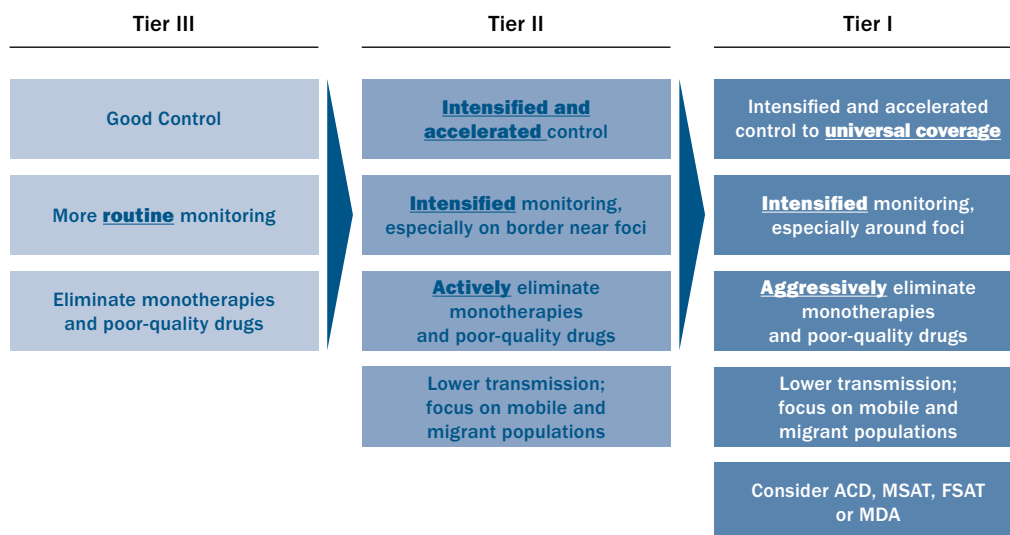 Tier III
Good Control
More routine monitoring
Eliminate monotherapies
and poor-quality drugs
Tier II
Intensified and
accelerated control
Intensified monitoring,
especially on border near foci
Actively eliminate
monotherapies
and poor-quality drugs
Lower transmission;
focus on mobile and
migrant populations
Tier I
Intensified and accelerated
control to universal coverage
Intensified monitoring,
especially around foci
Aggressively eliminate
monotherapies
and poor-quality drugs
Lower transmission;
focus on mobile and
migrant populations
Consider ACD, MSAT, FSAT
or MDA